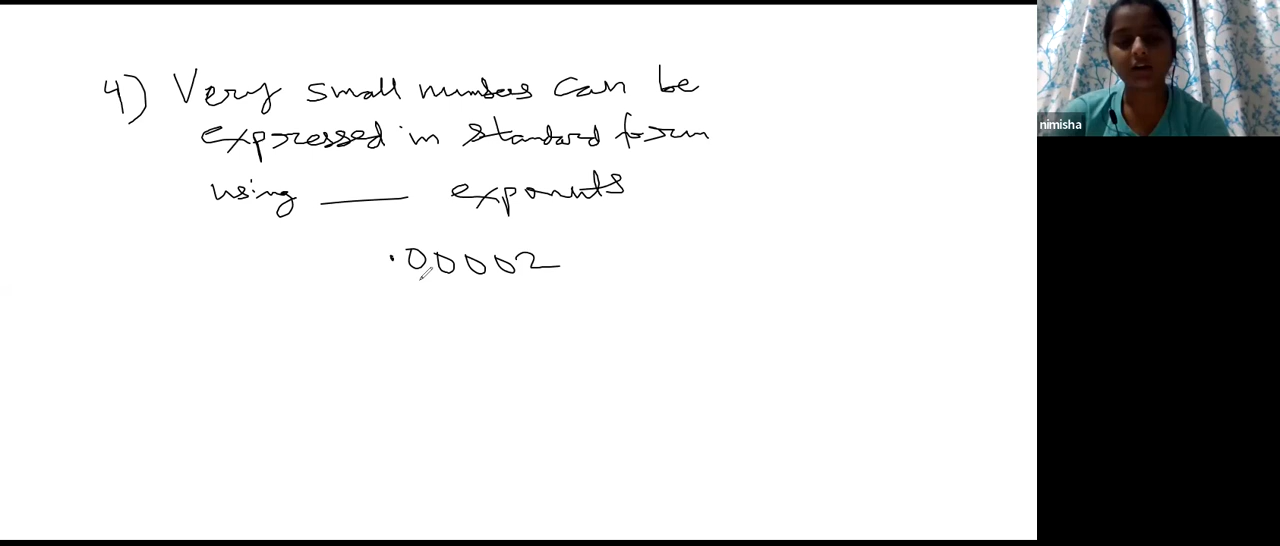 4) Very small numbers can be
expressed in standard form
using ____ exponents
.00002
nimisha